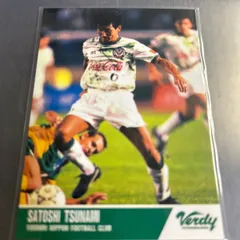 Coca-Cola
SATOSHI TSUNAMI
YOMIURI NIPPON FOOTBALL CLUB
Verdy